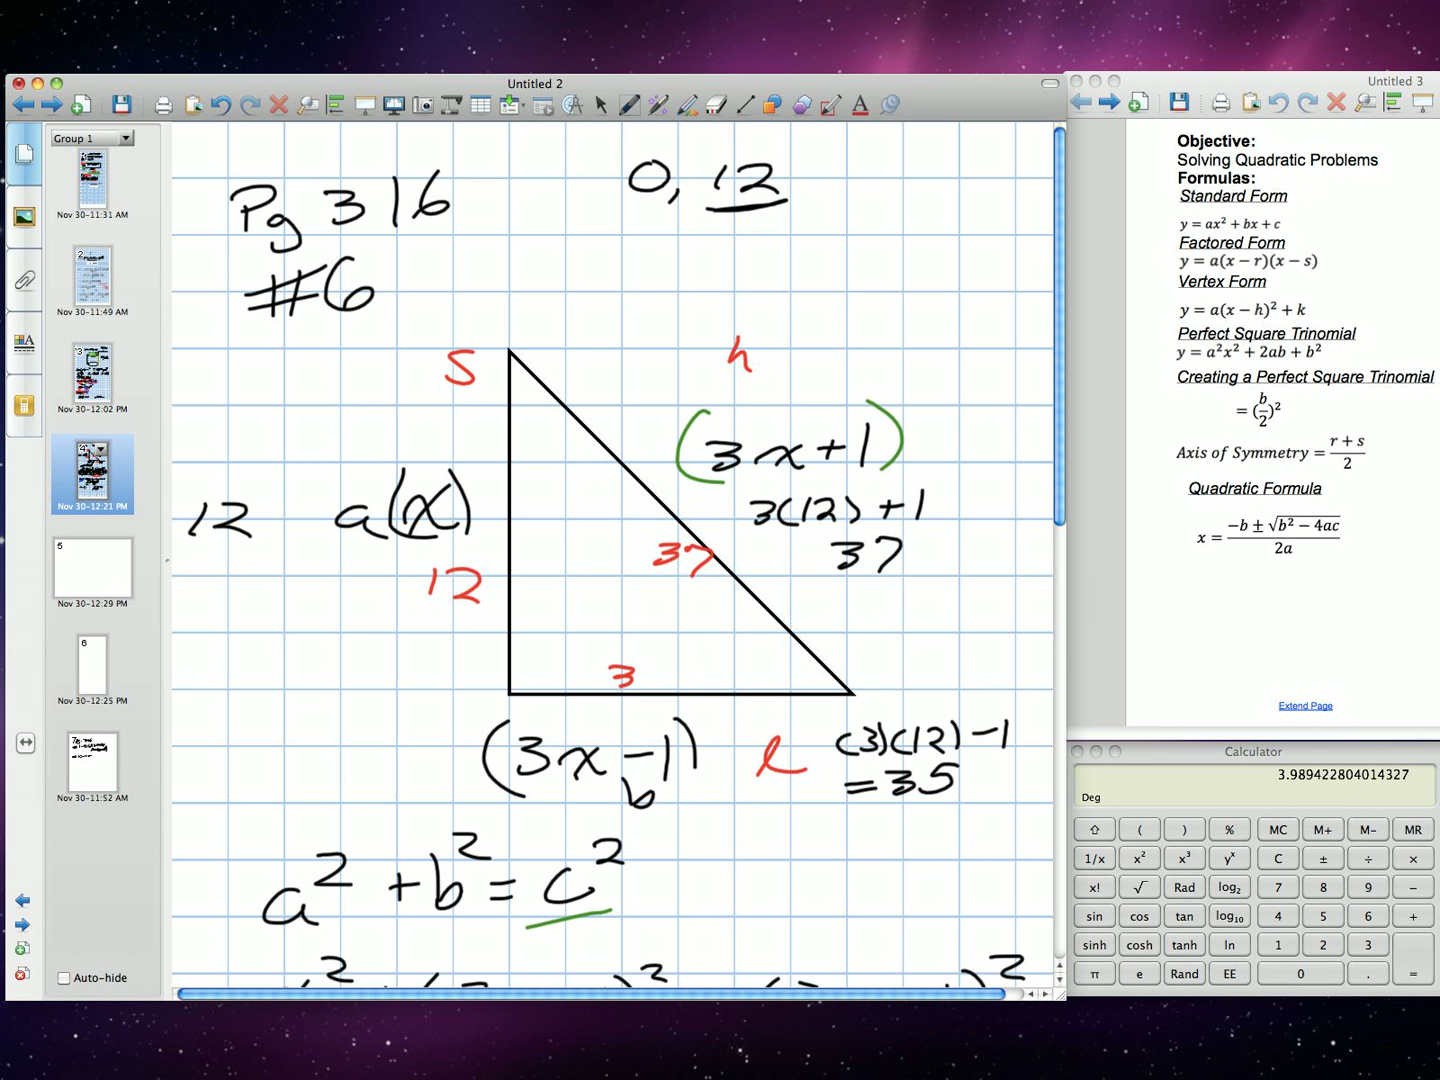 Untitled 2
Group 1
Nov 30-11:31 AM
2
Nov 30-11:49 AM
3
Nov 30-12:02 PM
Nov 30-12:21 PM
5
Nov 30-12:29 PM
6
Nov 30-12:25 PM
Nov 30-11:52 AM
Auto-hide
Pg 316
#6
0, 12
S
h
(3x+1)
3(12)+1
37
12 a(x)
37
12
3
(3x-1)
b
l
(3)(12)-1
=35
a² + b² = c²
Untitled 3
Objective:
Solving Quadratic Problems
Formulas:
Standard Form
y = ax² + bx + c
Factored Form
y = a(x − r)(x − s)
Vertex Form
y = a(x − h)² + k
Perfect Square Trinomial
y = a²x² + 2ab + b²
Creating a Perfect Square Trinomial
= (b/2)²
Axis of Symmetry = r + s / 2
Quadratic Formula
x = −b ± √b² − 4ac / 2a
Extend Page
Calculator
3.989422804014327
Deg
⇧ ( ) % MC M+ M− MR
1/x x² x³ yˣ C ± ÷ ×
x! √ Rad log₂ 7 8 9 −
sin cos tan log₁₀ 4 5 6 +
sinh cosh tanh ln 1 2 3
π e Rand EE 0 . =